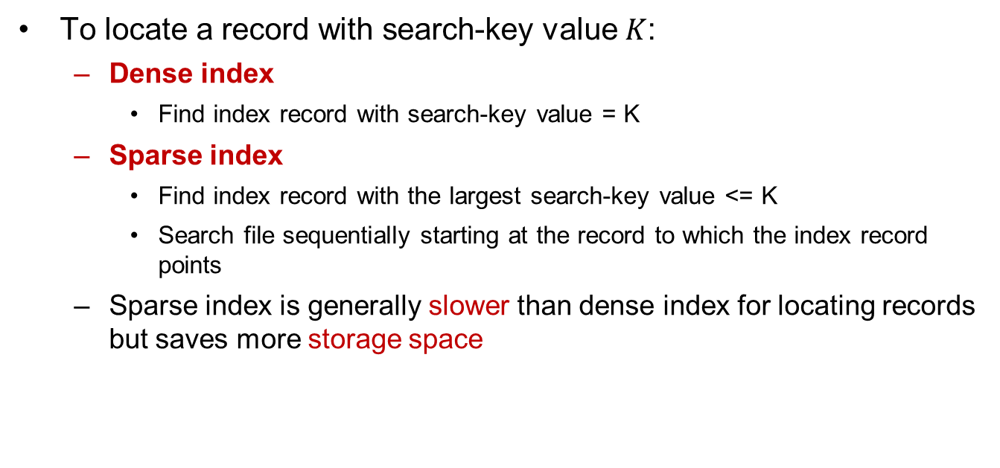 • To locate a record with search-key value K:
– Dense index
• Find index record with search-key value = K
– Sparse index
• Find index record with the largest search-key value <= K
• Search file sequentially starting at the record to which the index record
points
– Sparse index is generally slower than dense index for locating records
but saves more storage space